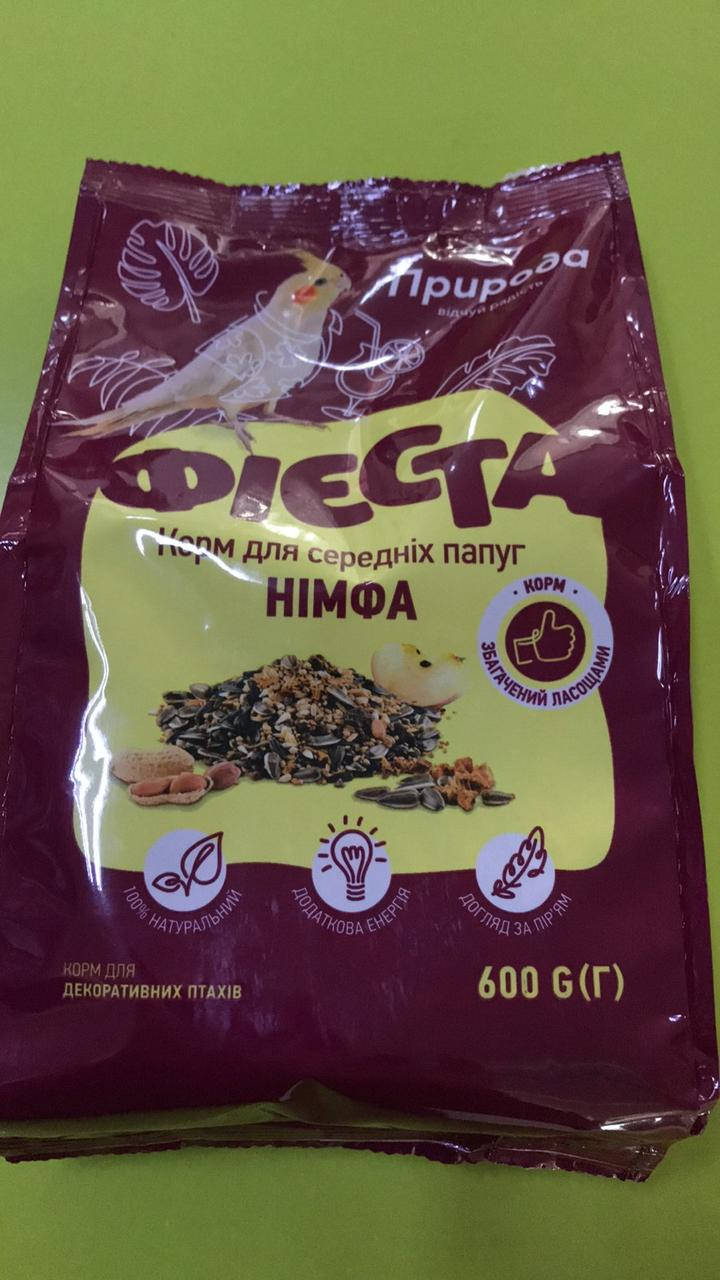 Природа
відчуй радість
ФІЄСТА
Корм для середніх папуг
НІМФА
• КОРМ •
ЗБАГАЧЕНИЙ ЛАСОЩАМИ
100% НАТУРАЛЬНИЙ
ДОДАТКОВА ЕНЕРГІЯ
ДОГЛЯД ЗА ПІР'ЯМ
КОРМ ДЛЯ
ДЕКОРАТИВНИХ ПТАХІВ
600 G(Г)